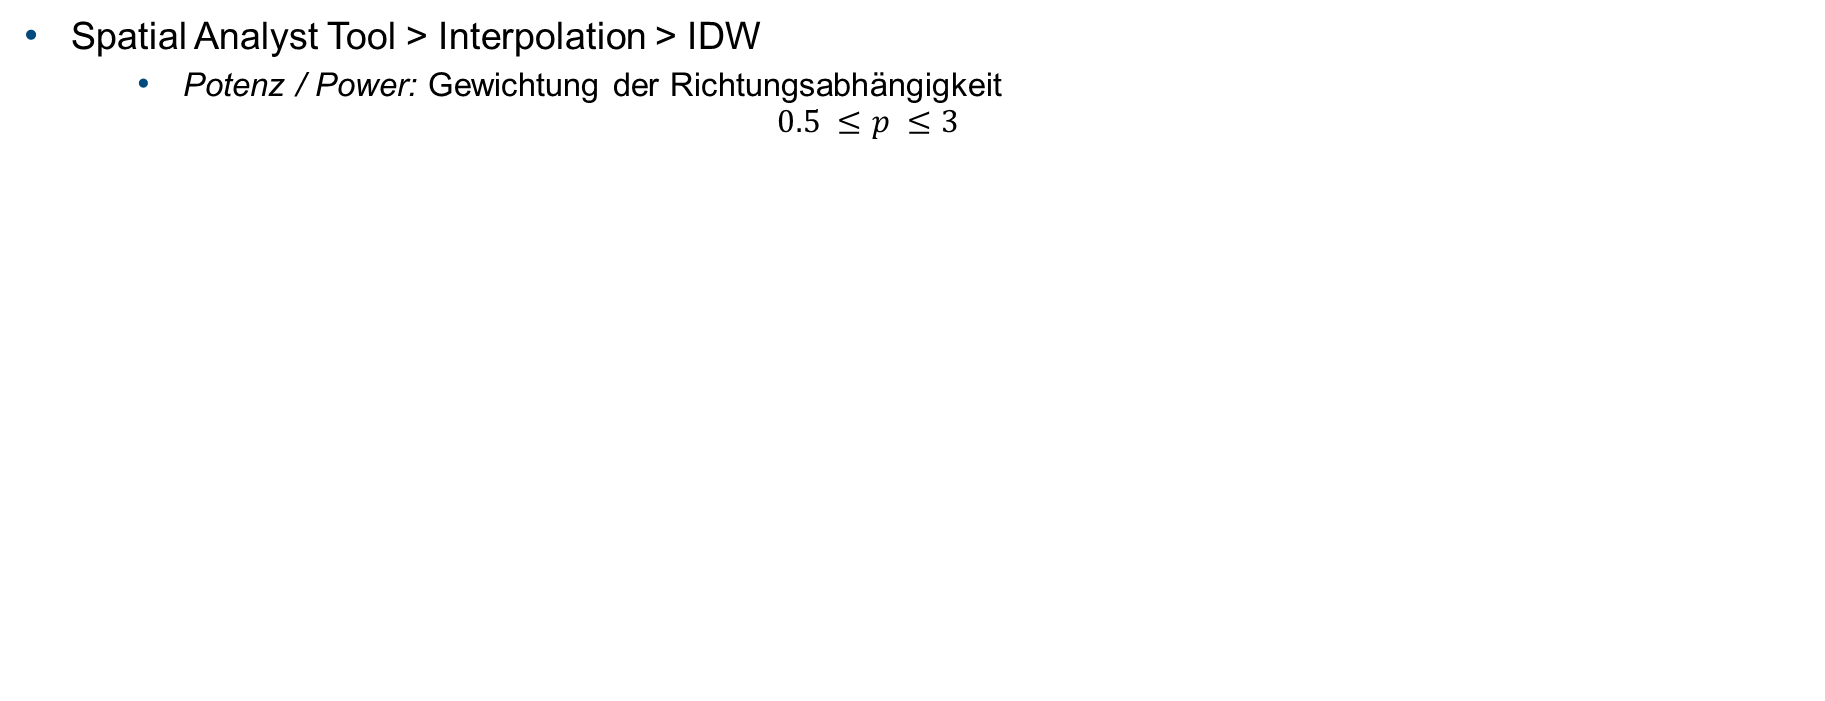 • Spatial Analyst Tool > Interpolation > IDW
• Potenz / Power: Gewichtung der Richtungsabhängigkeit
0.5 ≤ p ≤ 3